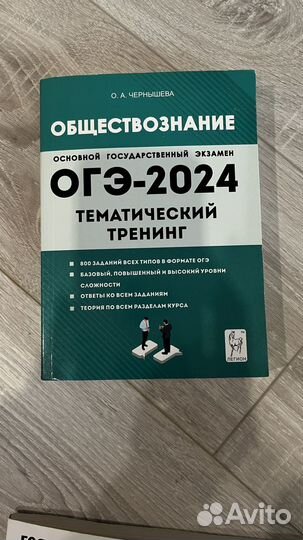 О. А. ЧЕРНЫШЕВА
ОБЩЕСТВОЗНАНИЕ
ОСНОВНОЙ ГОСУДАРСТВЕННЫЙ ЭКЗАМЕН
ОГЭ-2024
ТЕМАТИЧЕСКИЙ
ТРЕНИНГ
800 ЗАДАНИЙ ВСЕХ ТИПОВ В ФОРМАТЕ ОГЭ
БАЗОВЫЙ, ПОВЫШЕННЫЙ И ВЫСОКИЙ УРОВНИ
СЛОЖНОСТИ
ОТВЕТЫ КО ВСЕМ ЗАДАНИЯМ
ТЕОРИЯ ПО ВСЕМ РАЗДЕЛАМ КУРСА
ЛЕГИОН
Avito